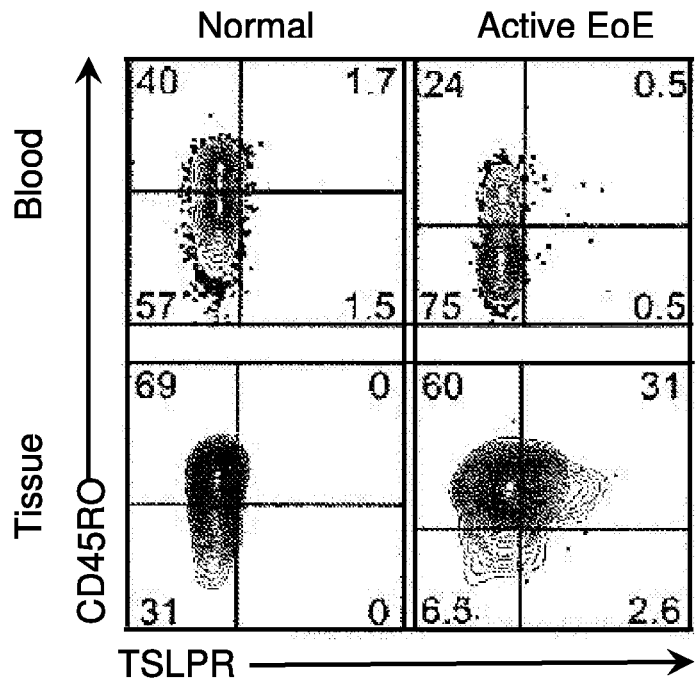 Normal Active EoE
Blood
40 1.7 24 0.5
57 1.5 75 0.5
Tissue
CD45RO
69 0 60 31
31 0 6.5 2.6
TSLPR